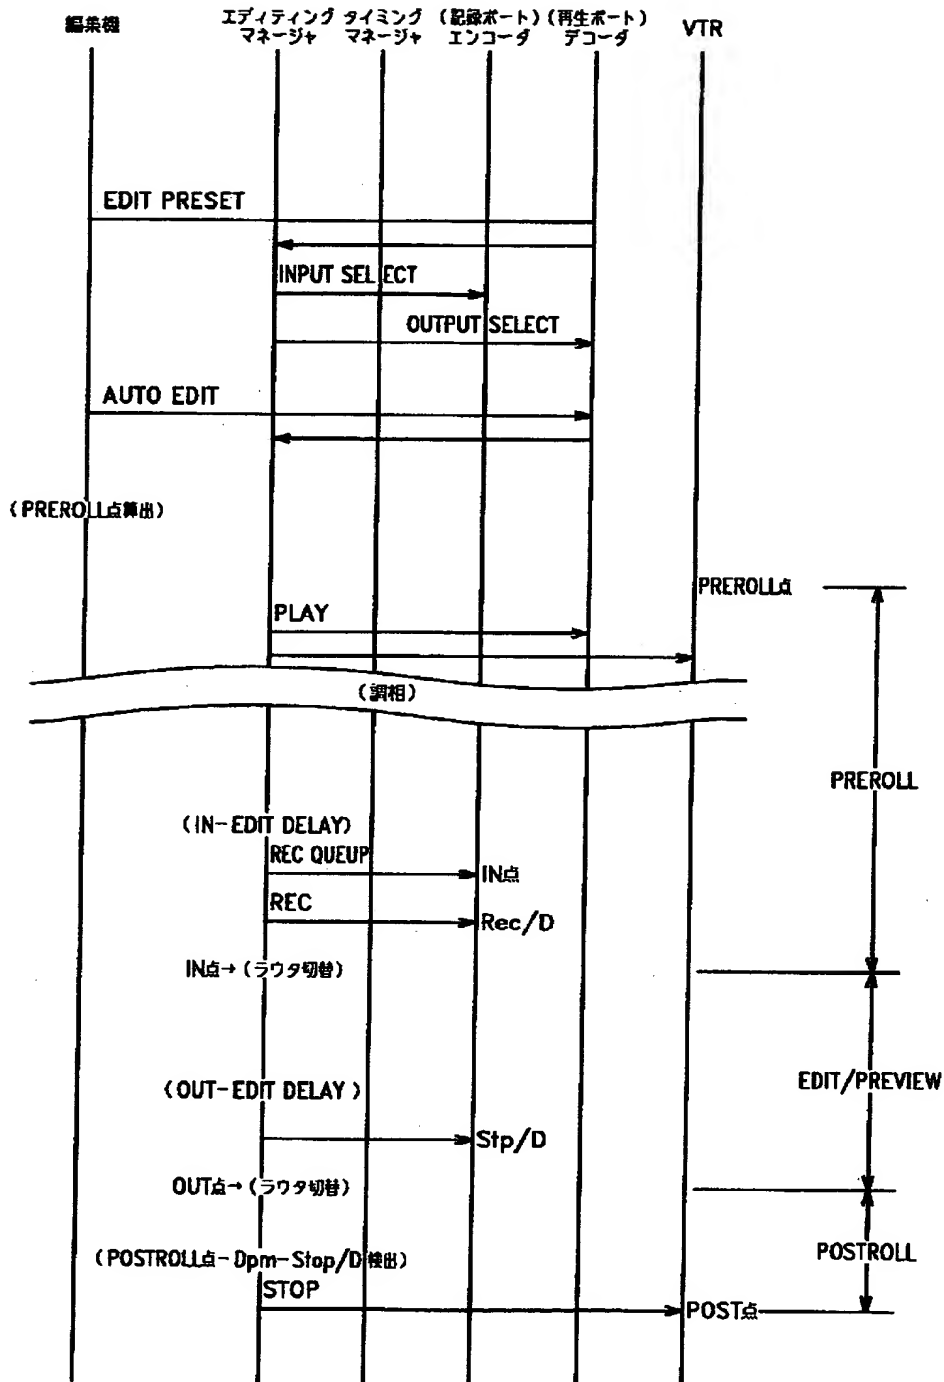 編集機
エディティング
マネージャ
タイミング
マネージャ
(記録ポート)
エンコーダ
(再生ポート)
デコーダ
VTR
EDIT PRESET
INPUT SELECT
OUTPUT SELECT
AUTO EDIT
(PREROLL点算出)
PREROLL点
PLAY
(調相)
PREROLL
(IN-EDIT DELAY)
REC QUEUP
IN点
REC
Rec/D
IN点→(ラウタ切替)
EDIT/PREVIEW
(OUT-EDIT DELAY)
Stp/D
OUT点→(ラウタ切替)
POSTROLL
(POSTROLL点-Dpm-Stop/D検出)
STOP
POST点